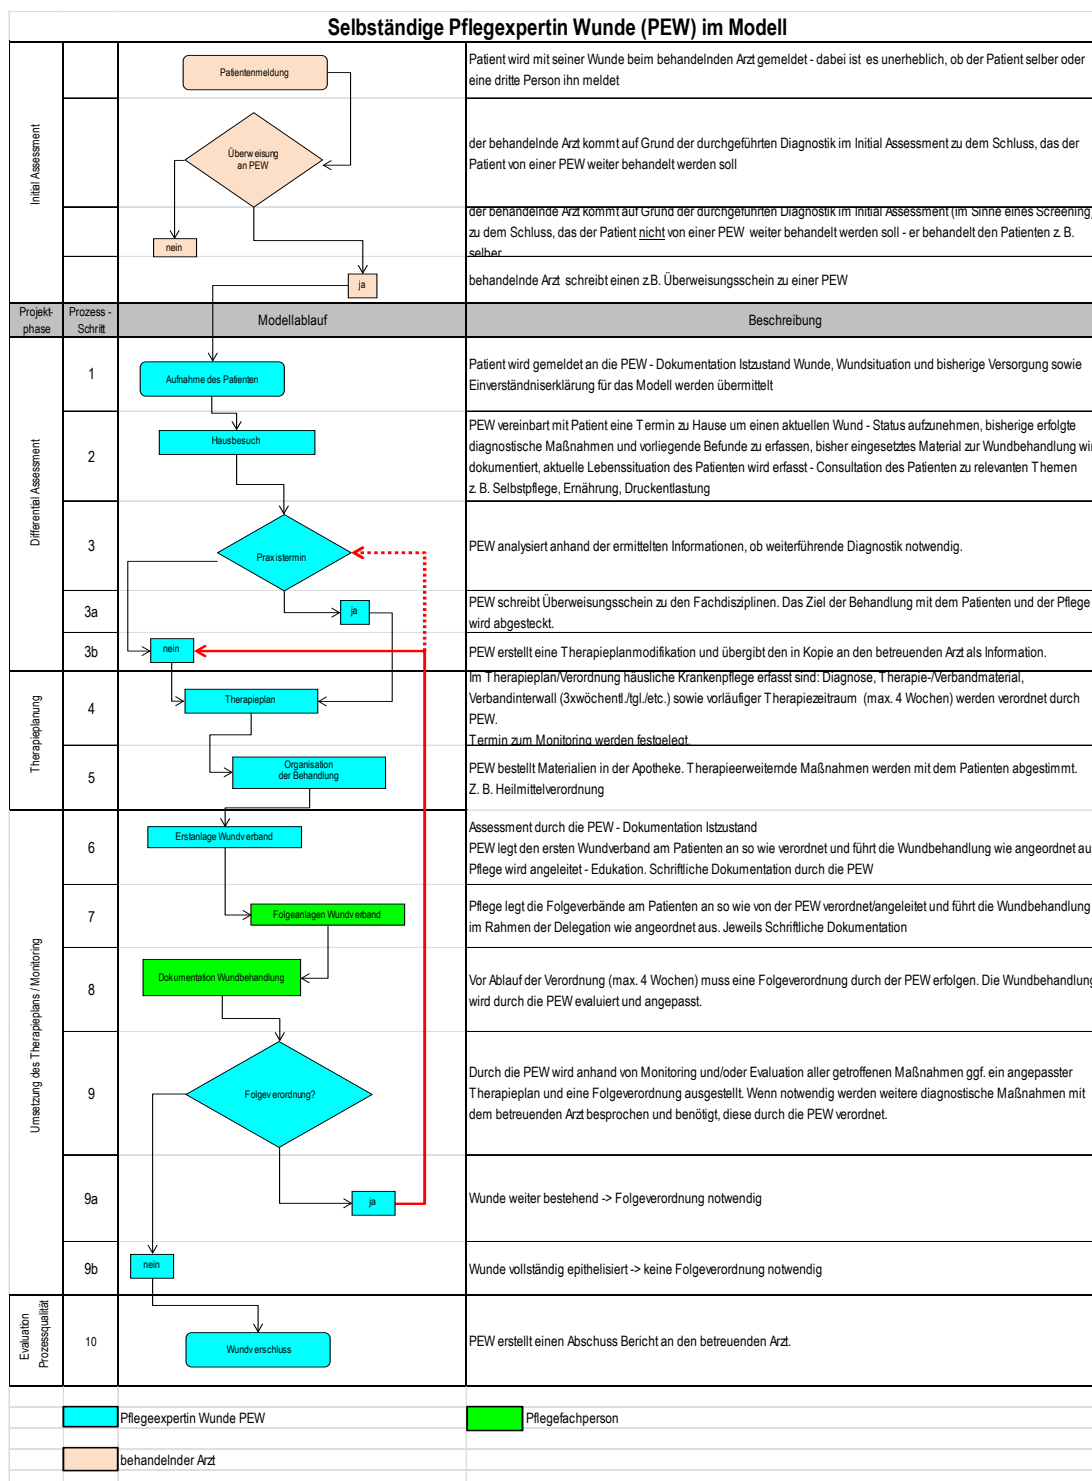 Selbständige Pflegexpertin Wunde (PEW) im Modell
Initial Assessment
Patientenmeldung
Patient wird mit seiner Wunde beim behandelnden Arzt gemeldet - dabei ist es unerheblich, ob der Patient selber oder
eine dritte Person ihn meldet
Überweisung
an PEW
der behandelnde Arzt kommt auf Grund der durchgeführten Diagnostik im Initial Assessment zu dem Schluss, das der
Patient von einer PEW weiter behandelt werden soll
nein
der behandelnde Arzt kommt auf Grund der durchgeführten Diagnostik im Initial Assessment (im Sinne eines Screening)
zu dem Schluss, das der Patient nicht von einer PEW weiter behandelt werden soll - er behandelt den Patienten z. B.
selber
ja
behandelnde Arzt schreibt einen z.B. Überweisungsschein zu einer PEW
Projekt-
phase
Prozess -
Schritt
Modellablauf
Beschreibung
Differential Assessment
1
Aufnahme des Patienten
Patient wird gemeldet an die PEW - Dokumentation Istzustand Wunde, Wundsituation und bisherige Versorgung sowie
Einverständniserklärung für das Modell werden übermittelt
2
Hausbesuch
PEW vereinbart mit Patient eine Termin zu Hause um einen aktuellen Wund - Status aufzunehmen, bisherige erfolgte
diagnostische Maßnahmen und vorliegende Befunde zu erfassen, bisher eingesetztes Material zur Wundbehandlung wi
dokumentiert, aktuelle Lebenssituation des Patienten wird erfasst - Consultation des Patienten zu relevanten Themen
z. B. Selbstpflege, Ernährung, Druckentlastung
3
Praxistermin
PEW analysiert anhand der ermittelten Informationen, ob weiterführende Diagnostik notwendig.
3a
ja
PEW schreibt Überweisungsschein zu den Fachdisziplinen. Das Ziel der Behandlung mit dem Patienten und der Pflege
wird abgesteckt.
3b
nein
PEW erstellt eine Therapieplanmodifikation und übergibt den in Kopie an den betreuenden Arzt als Information.
Therapieplanung
4
Therapieplan
Im Therapieplan/Verordnung häusliche Krankenpflege erfasst sind: Diagnose, Therapie-/Verbandmaterial,
Verbandinterwall (3xwöchentl./tgl./etc.) sowie vorläufiger Therapiezeitraum (max. 4 Wochen) werden verordnet durch
PEW.
Termin zum Monitoring werden festgelegt.
5
Organisation
der Behandlung
PEW bestellt Materialien in der Apotheke. Therapieerweiternde Maßnahmen werden mit dem Patienten abgestimmt.
Z. B. Heilmittelverordnung
Umsetzung des Therapieplans / Monitoring
6
Erstanlage Wundverband
Assessment durch die PEW - Dokumentation Istzustand
PEW legt den ersten Wundverband am Patienten an so wie verordnet und führt die Wundbehandlung wie angeordnet au
Pflege wird angeleitet - Edukation. Schriftliche Dokumentation durch die PEW
7
Folgeanlagen Wundverband
Pflege legt die Folgeverbände am Patienten an so wie von der PEW verordnet/angeleitet und führt die Wundbehandlung
im Rahmen der Delegation wie angeordnet aus. Jeweils Schriftliche Dokumentation
8
Dokumentation Wundbehandlung
Vor Ablauf der Verordnung (max. 4 Wochen) muss eine Folgeverordnung durch der PEW erfolgen. Die Wundbehandlung
wird durch die PEW evaluiert und angepasst.
9
Folgeverordnung?
Durch die PEW wird anhand von Monitoring und/oder Evaluation aller getroffenen Maßnahmen ggf. ein angepasster
Therapieplan und eine Folgeverordnung ausgestellt. Wenn notwendig werden weitere diagnostische Maßnahmen mit
dem betreuenden Arzt besprochen und benötigt, diese durch die PEW verordnet.
9a
ja
Wunde weiter bestehend -> Folgeverordnung notwendig
9b
nein
Wunde vollständig epithelisiert -> keine Folgeverordnung notwendig
Evaluation
Prozessqualität
10
Wundverschluss
PEW erstellt einen Abschuss Bericht an den betreuenden Arzt.
Pflegeexpertin Wunde PEW
Pflegefachperson
behandelnder Arzt